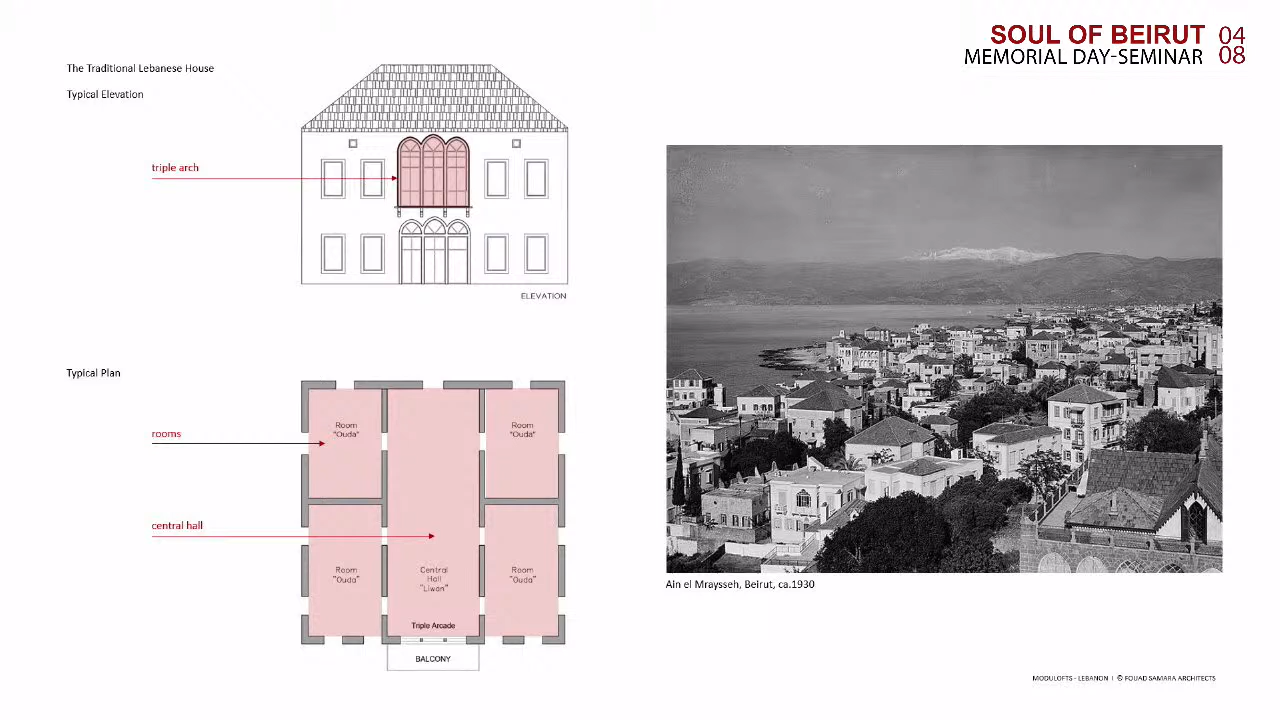 SOUL OF BEIRUT 04
MEMORIAL DAY-SEMINAR 08
The Traditional Lebanese House
Typical Elevation
triple arch
ELEVATION
Typical Plan
rooms
central hall
Room
"Ouda"
Room
"Ouda"
Room
"Ouda"
Central
Hall
"Liwan"
Room
"Ouda"
Triple Arcade
BALCONY
Ain el Mraysseh, Beirut, ca.1930
MODULOFTS - LEBANON I © FOUAD SAMARA ARCHITECTS